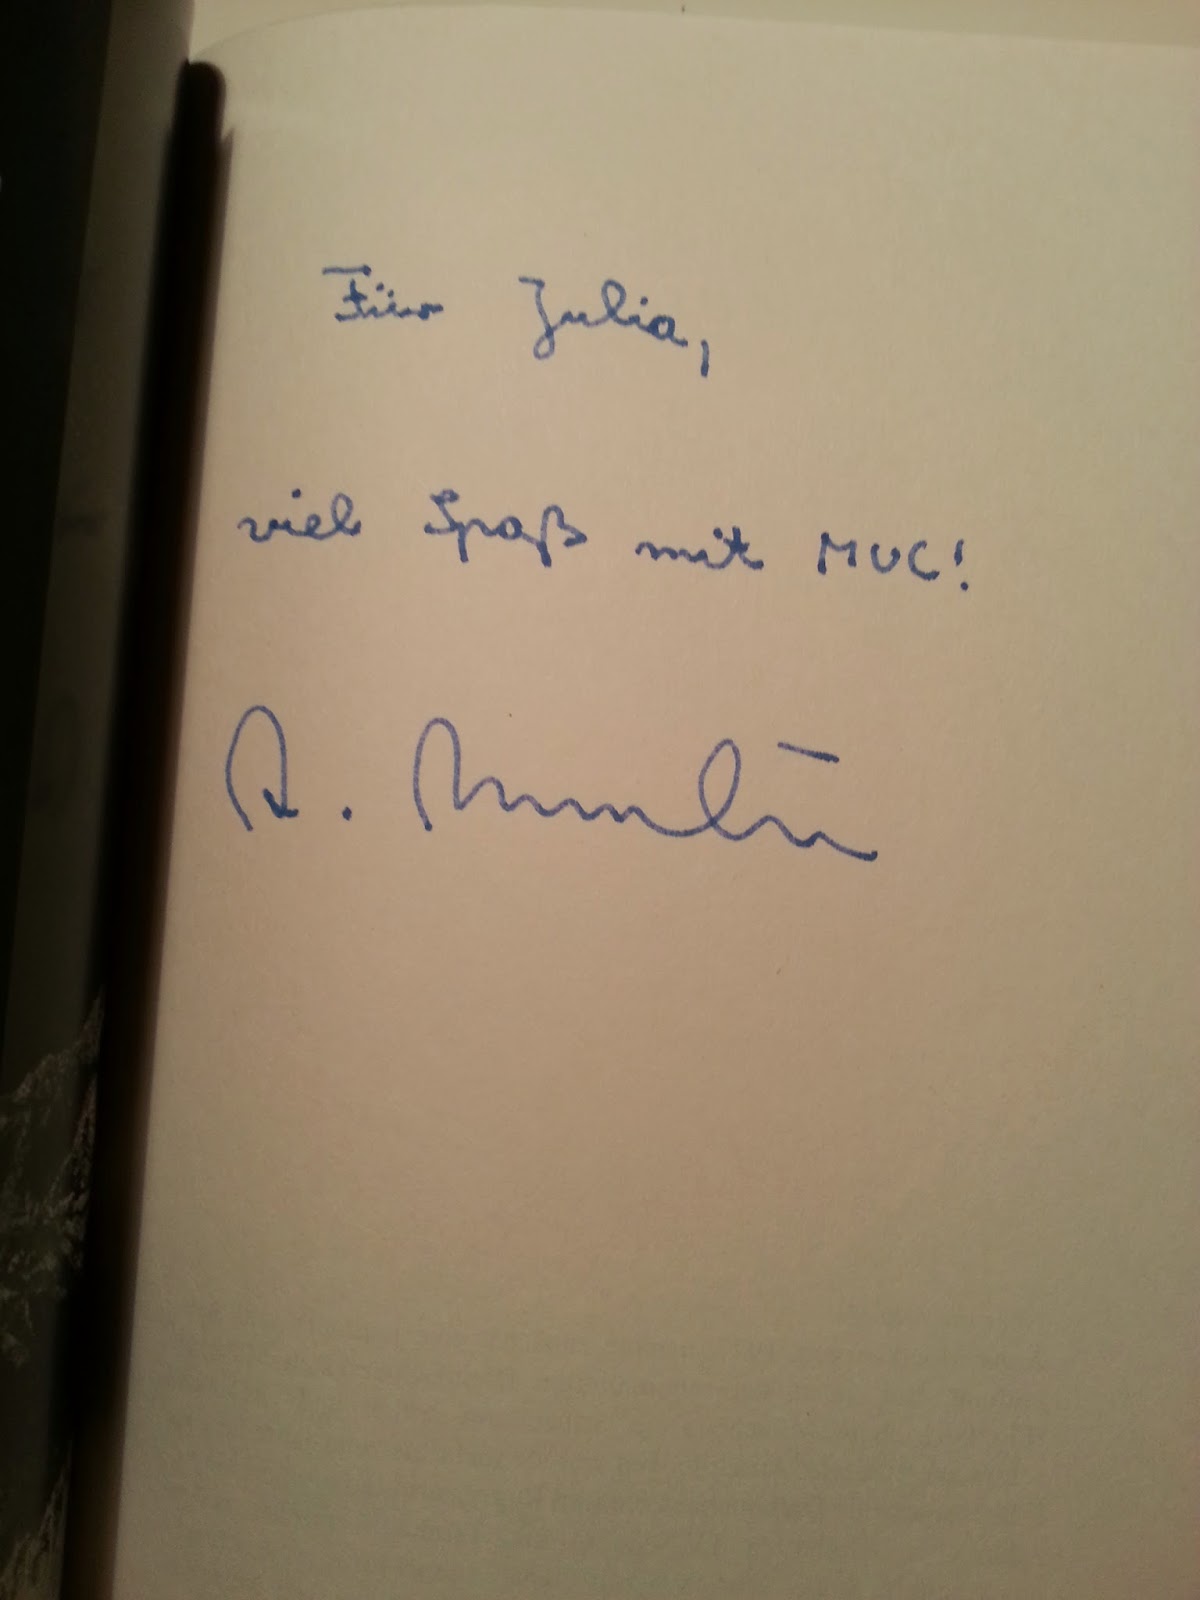 Für Julia,
viel Spaß mit MUC!
A.